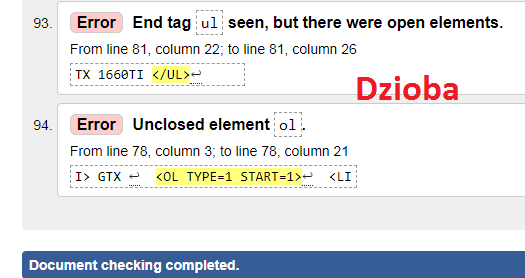 93. Error End tag ul seen, but there were open elements.
From line 81, column 22; to line 81, column 26
TX 1660TI </UL>↩
Dzioba
94. Error Unclosed element ol.
From line 78, column 3; to line 78, column 21
I> GTX ↩ <OL TYPE=1 START=1>↩ <LI
Document checking completed.